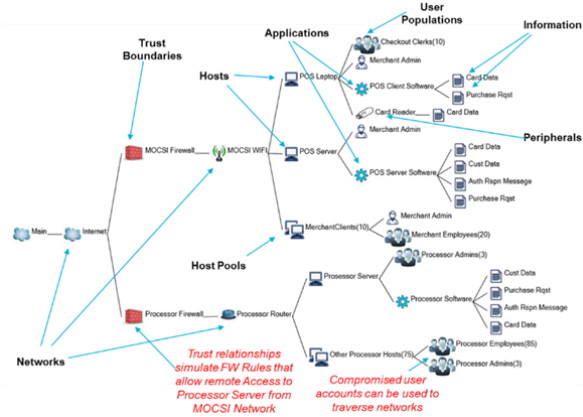 User
Populations
Applications
Information
Trust
Boundaries
Checkout Clerks(10)
Hosts
Merchant Admin
POS Laptop
Card Data
POS Client Software
Purchase Rqst
Card Reader
Card Data
Peripherals
Merchant Admin
MOCSI Firewall
MOCSI WIFI
POS Server
Card Data
Cust Data
POS Server Software
Auth Rspn Message
Purchase Rqst
Merchant Admin
MerchantClients(10)
Merchant Employees(20)
Main
Internet
Host Pools
Processor Admins(3)
Prosessor Server
Cust Data
Purchase Rqst
Processor Software
Auth Rspn Message
Processor Firewall
Processor Router
Card Data
Networks
Processor Employees(85)
Other Processor Hosts(75)
Processor Admins(3)
Trust relationships
simulate FW Rules that
allow remote Access to
Processor Server from
MOCSI Network
Compromised user
accounts can be used to
traverse networks